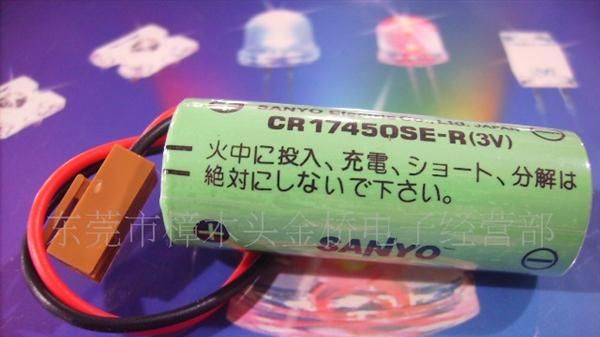 SANYO Electric Co., Ltd. JAPAN
CR17450SE-R(3V)
火中に投入、充電、ショート、分解は
絶対にしないで下さい。
东莞市樟木头金桥电子经营部
SANYO